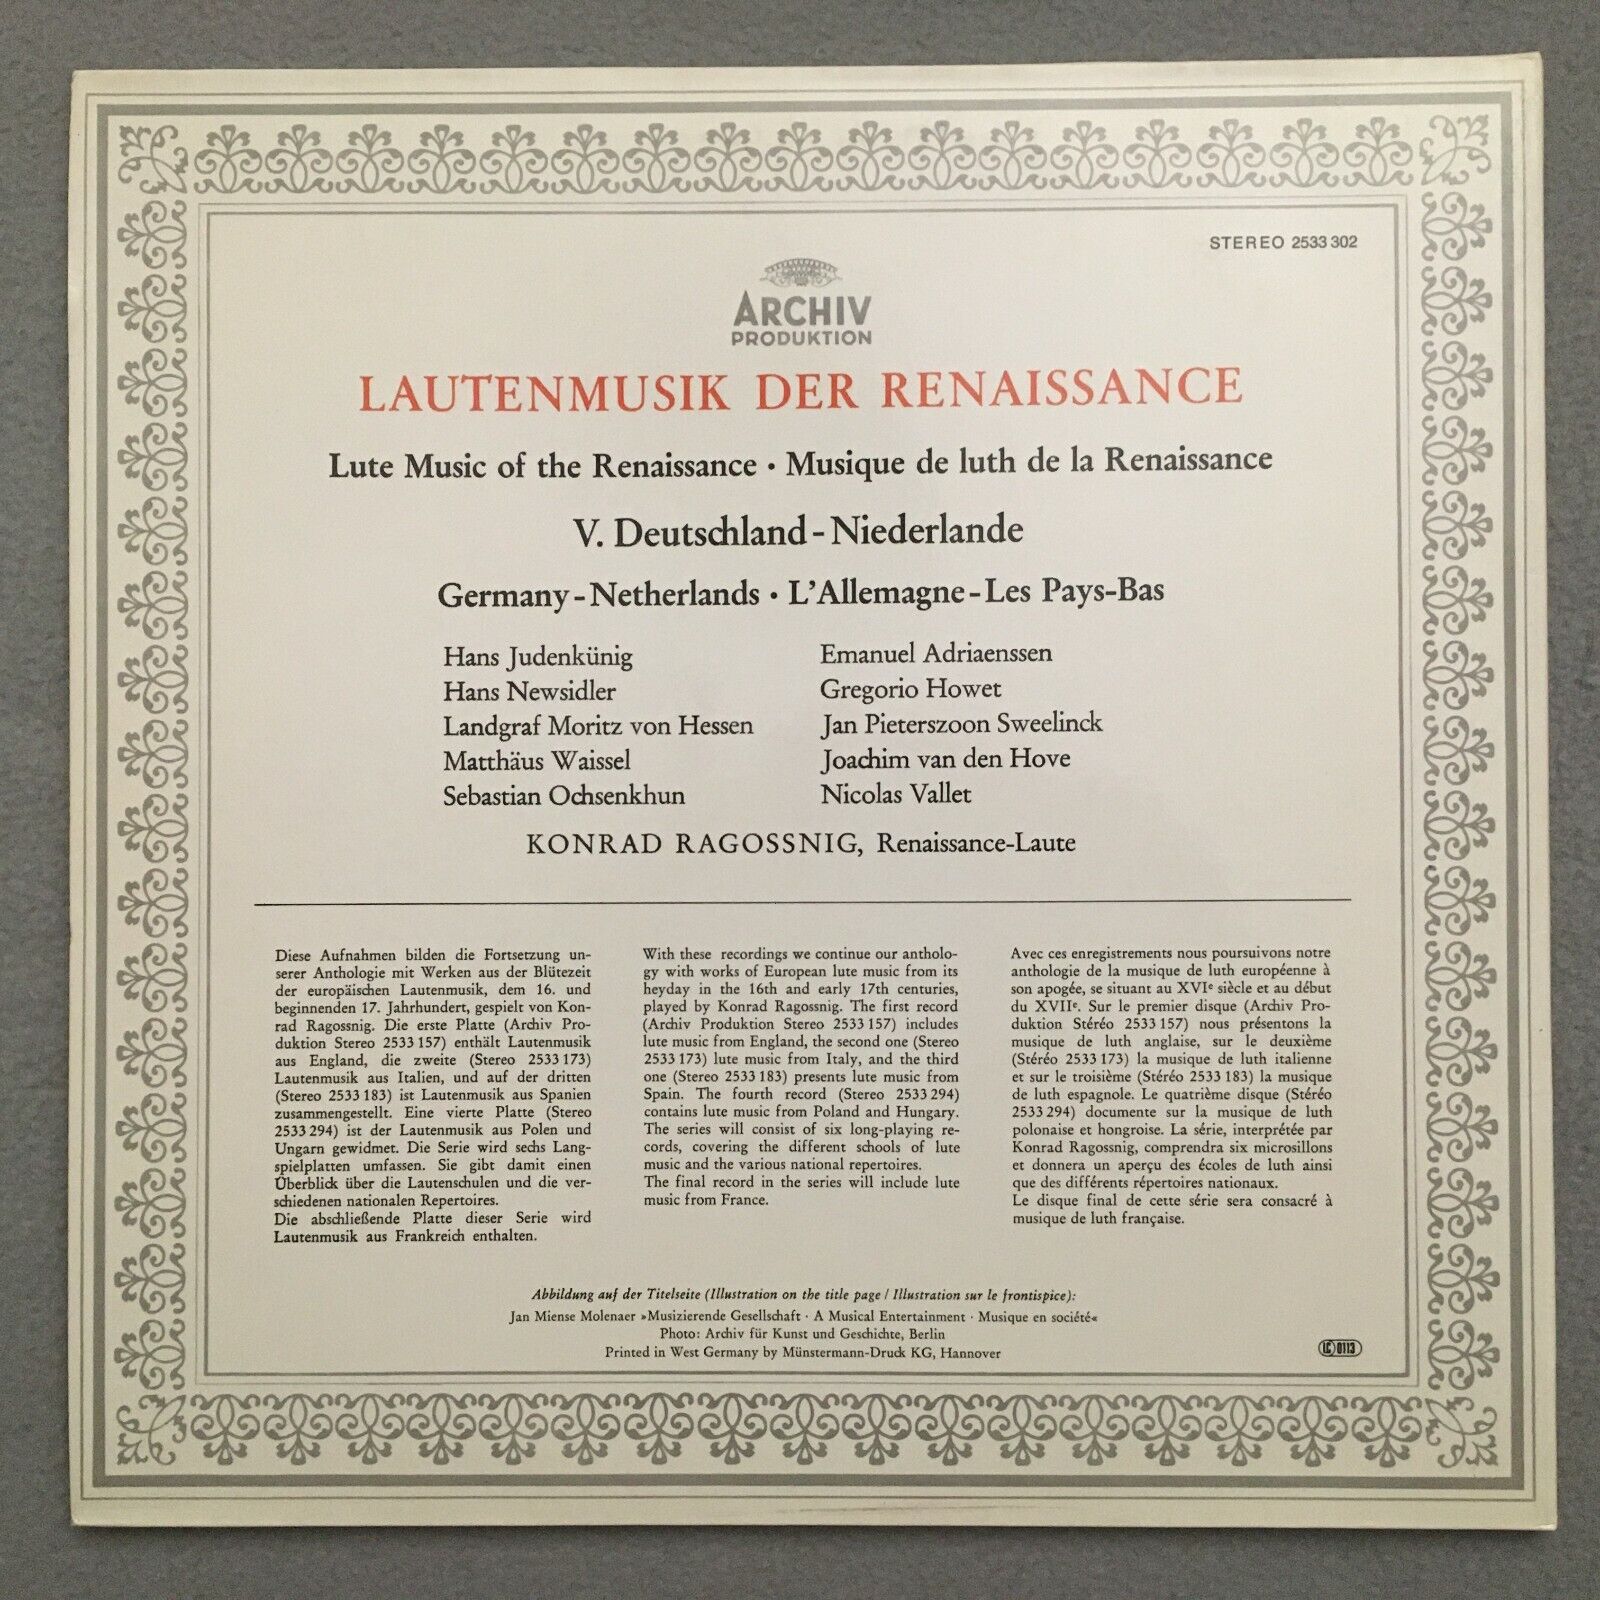 STEREO 2533 302
ARCHIV
PRODUKTION
LAUTENMUSIK DER RENAISSANCE
Lute Music of the Renaissance · Musique de luth de la Renaissance
V. Deutschland - Niederlande
Germany - Netherlands · L'Allemagne - Les Pays-Bas
Hans Judenkünig
Hans Newsidler
Landgraf Moritz von Hessen
Matthäus Waissel
Sebastian Ochsenkhun
Emanuel Adriaenssen
Gregorio Howet
Jan Pieterszoon Sweelinck
Joachim van den Hove
Nicolas Vallet
KONRAD RAGOSSNIG, Renaissance-Laute
Diese Aufnahmen bilden die Fortsetzung un-
serer Anthologie mit Werken aus der Blütezeit
der europäischen Lautenmusik, dem 16. und
beginnenden 17. Jahrhundert, gespielt von Kon-
rad Ragossnig. Die erste Platte (Archiv Pro-
duktion Stereo 2533 157) enthält Lautenmusik
aus England, die zweite (Stereo 2533 173)
Lautenmusik aus Italien, und auf der dritten
(Stereo 2533 183) ist Lautenmusik aus Spanien
zusammengestellt. Eine vierte Platte (Stereo
2533 294) ist der Lautenmusik aus Polen und
Ungarn gewidmet. Die Serie wird sechs Lang-
spielplatten umfassen. Sie gibt damit einen
Überblick über die Lautenschulen und die ver-
schiedenen nationalen Repertoires.
Die abschließende Platte dieser Serie wird
Lautenmusik aus Frankreich enthalten.
With these recordings we continue our antholo-
gy with works of European lute music from its
heyday in the 16th and early 17th centuries,
played by Konrad Ragossnig. The first record
(Archiv Produktion Stereo 2533 157) includes
lute music from England, the second one (Stereo
2533 173) lute music from Italy, and the third
one (Stereo 2533 183) presents lute music from
Spain. The fourth record (Stereo 2533 294)
contains lute music from Poland and Hungary.
The series will consist of six long-playing re-
cords, covering the different schools of lute
music and the various national repertoires.
The final record in the series will include lute
music from France.
Avec ces enregistrements nous poursuivons notre
anthologie de la musique de luth européenne à
son apogée, se situant au XVIe siècle et au début
du XVIIe. Sur le premier disque (Archiv Pro-
duktion Stéréo 2533 157) nous présentons la
musique de luth anglaise, sur le deuxième
(Stéréo 2533 173) la musique de luth italienne
et sur le troisième (Stéréo 2533 183) la musique
de luth espagnole. Le quatrième disque (Stéréo
2533 294) documente sur la musique de luth
polonaise et hongroise. La série, interprétée par
Konrad Ragossnig, comprendra six microsillons
et donnera un aperçu des écoles de luth ainsi
que des différents répertoires nationaux.
Le disque final de cette série sera consacré à
musique de luth française.
Abbildung auf der Titelseite (Illustration on the title page / Illustration sur le frontispice):
Jan Miense Molenaer »Musizierende Gesellschaft · A Musical Entertainment · Musique en société«
Photo: Archiv für Kunst und Geschichte, Berlin
Printed in West Germany by Münstermann-Druck KG, Hannover
LC 0113